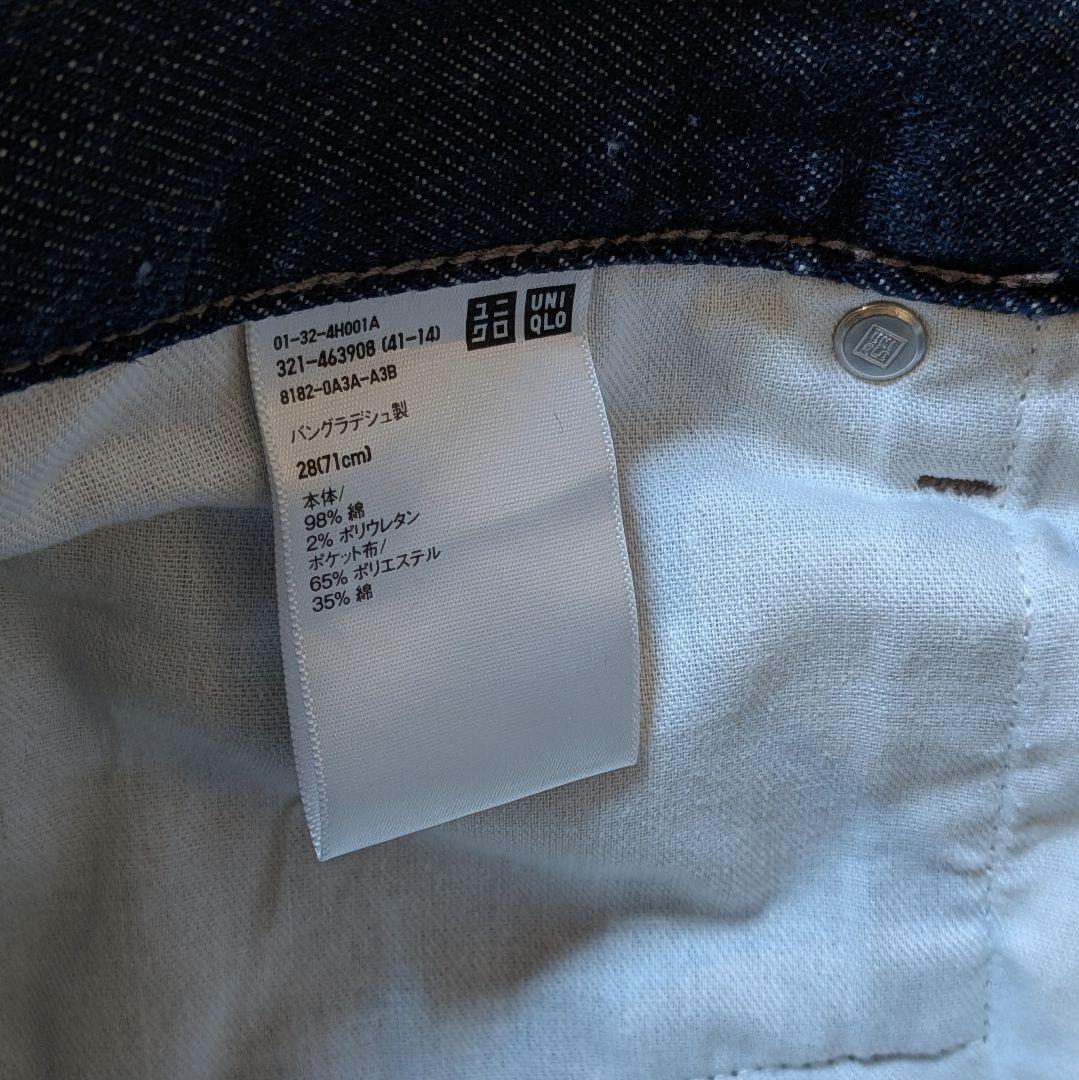 01-32-4H001A
321-463908 (41-14)
8182-0A3A-A3B
ユニ
クロ
UNI
QLO
バングラデシュ製
28(71cm)
本体/
98% 綿
2% ポリウレタン
ポケット布/
65% ポリエステル
35% 綿
UNI
QLO